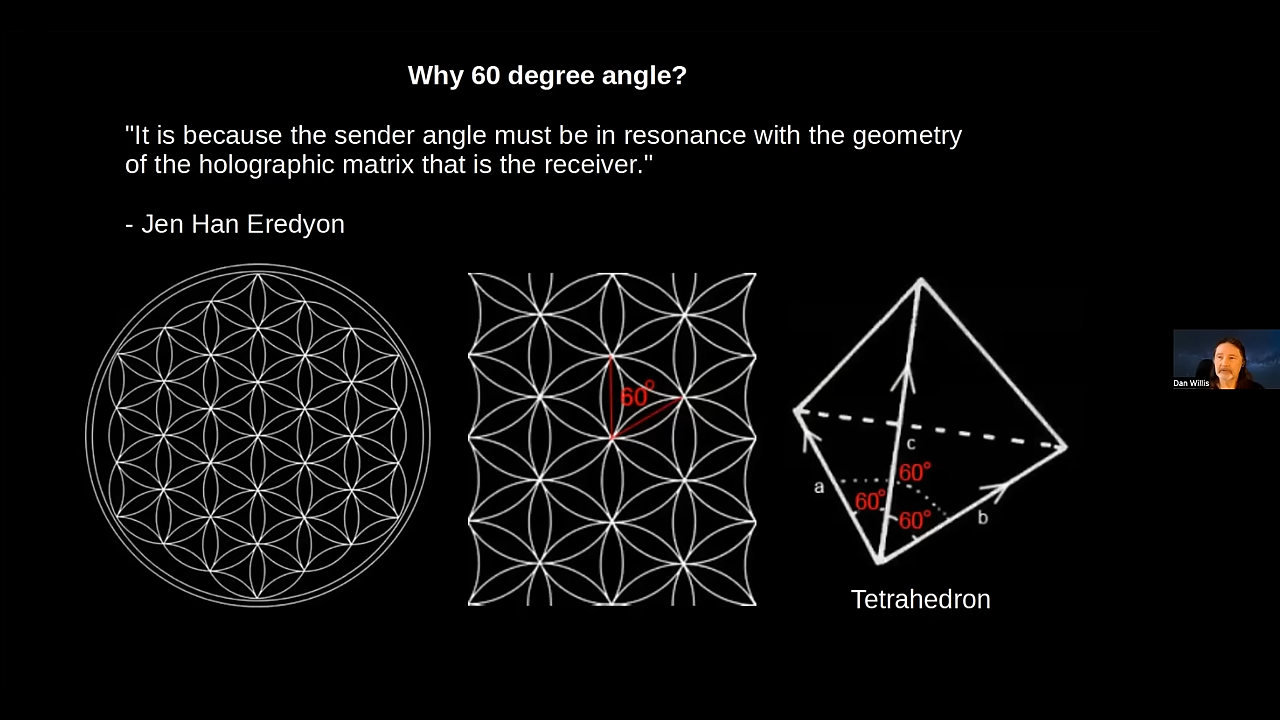 Why 60 degree angle?
"It is because the sender angle must be in resonance with the geometry
of the holographic matrix that is the receiver."
- Jen Han Eredyon
60°
c
60°
a
60°
60°
b
Tetrahedron
Dan Willis